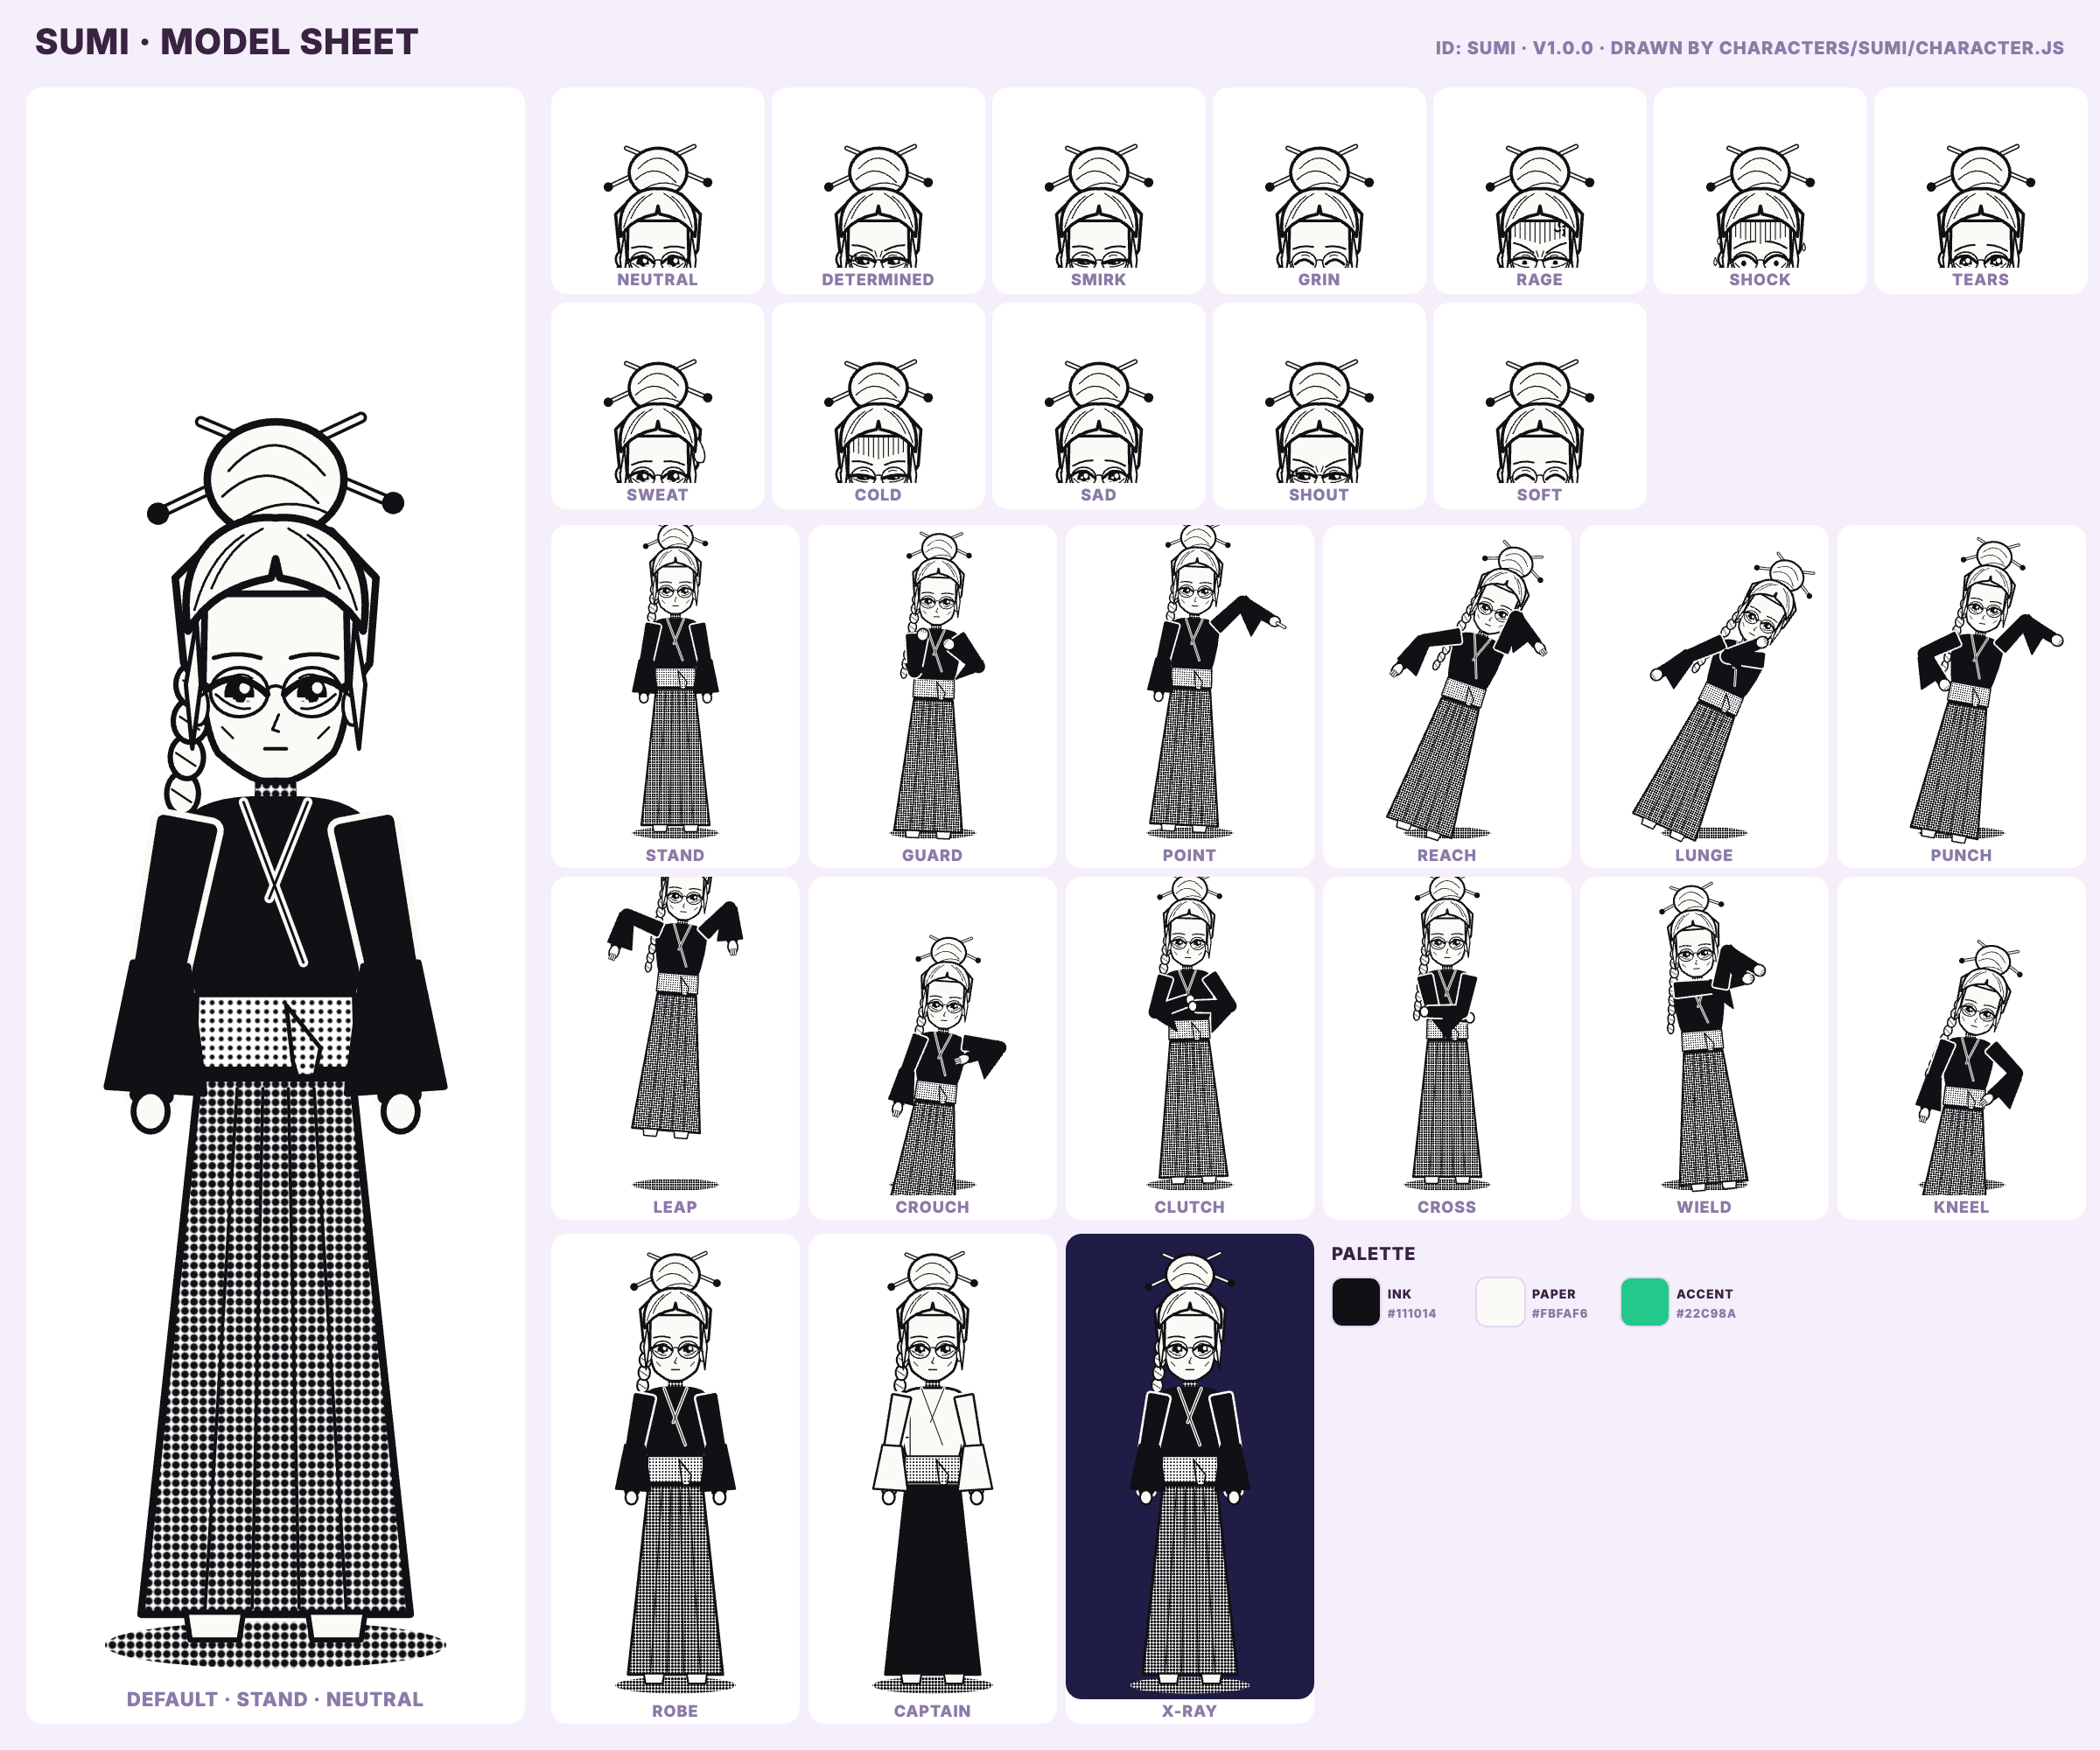 SUMI · MODEL SHEET
ID: SUMI · V1.0.0 · DRAWN BY CHARACTERS/SUMI/CHARACTER.JS
NEUTRAL
DETERMINED
SMIRK
GRIN
RAGE
SHOCK
TEARS
SWEAT
COLD
SAD
SHOUT
SOFT
STAND
GUARD
POINT
REACH
LUNGE
PUNCH
LEAP
CROUCH
CLUTCH
CROSS
WIELD
KNEEL
DEFAULT · STAND · NEUTRAL
ROBE
CAPTAIN
X-RAY
PALETTE
INK
#111014
PAPER
#FBFAF6
ACCENT
#22C98A